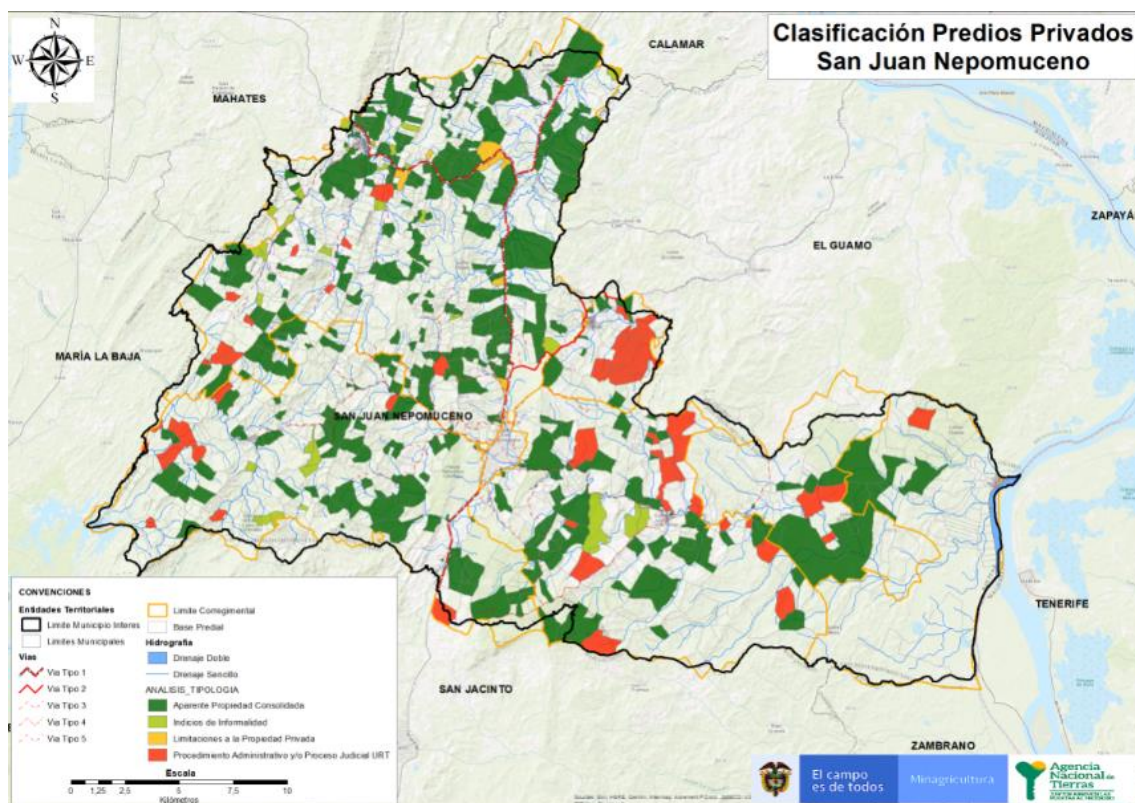 Clasificación Predios Privados
San Juan Nepomuceno
N
W
E
S
CALAMAR
MAHATES
ZAPAYÁ
EL GUAMO
MARÍA LA BAJA
SAN JUAN NEPOMUCENO
TENERIFE
SAN JACINTO
ZAMBRANO
CONVENCIONES
Entidades Territoriales
Limite Municipio Interes
Limites Municipales
Vias
Via Tipo 1
Via Tipo 2
Via Tipo 3
Via Tipo 4
Via Tipo 5
Limite Corregimental
Base Predial
Hidrografia
Drenaje Doble
Drenaje Sencillo
ANALISIS_TIPOLOGIA
Aparente Propiedad Consolidada
Indicios de Informalidad
Limitaciones a la Propiedad Privada
Procedimiento Administrativo y/o Proceso Judicial URT
Escala
0 1,25 2,5 5 7,5 10
Kilómetros
El campo
es de todos
Minagricultura
Agencia
Nacional de
Tierras